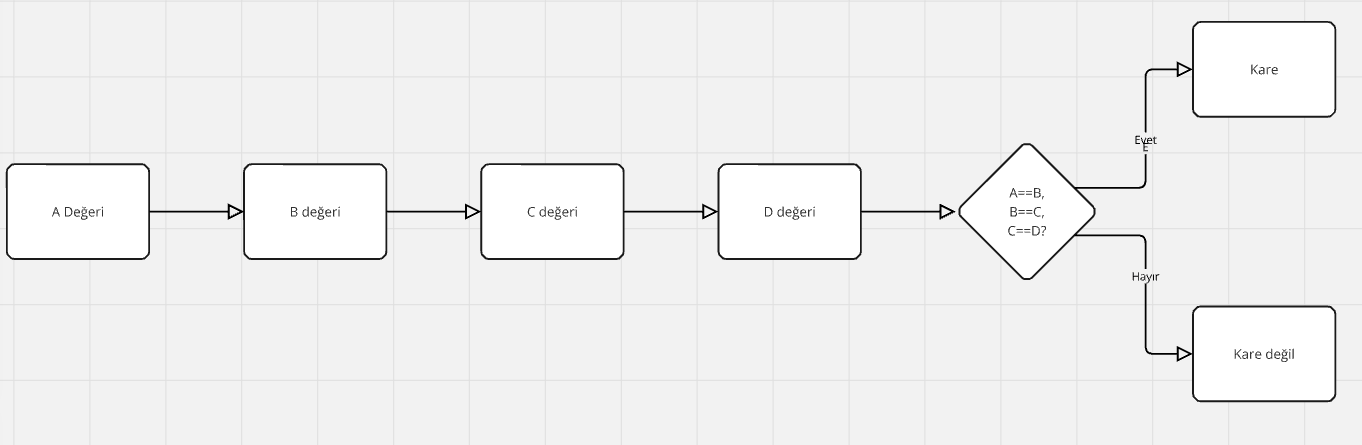 A Değeri
B değeri
C değeri
D değeri
A==B,
B==C,
C==D?
Evet
E
Hayır
Kare
Kare değil